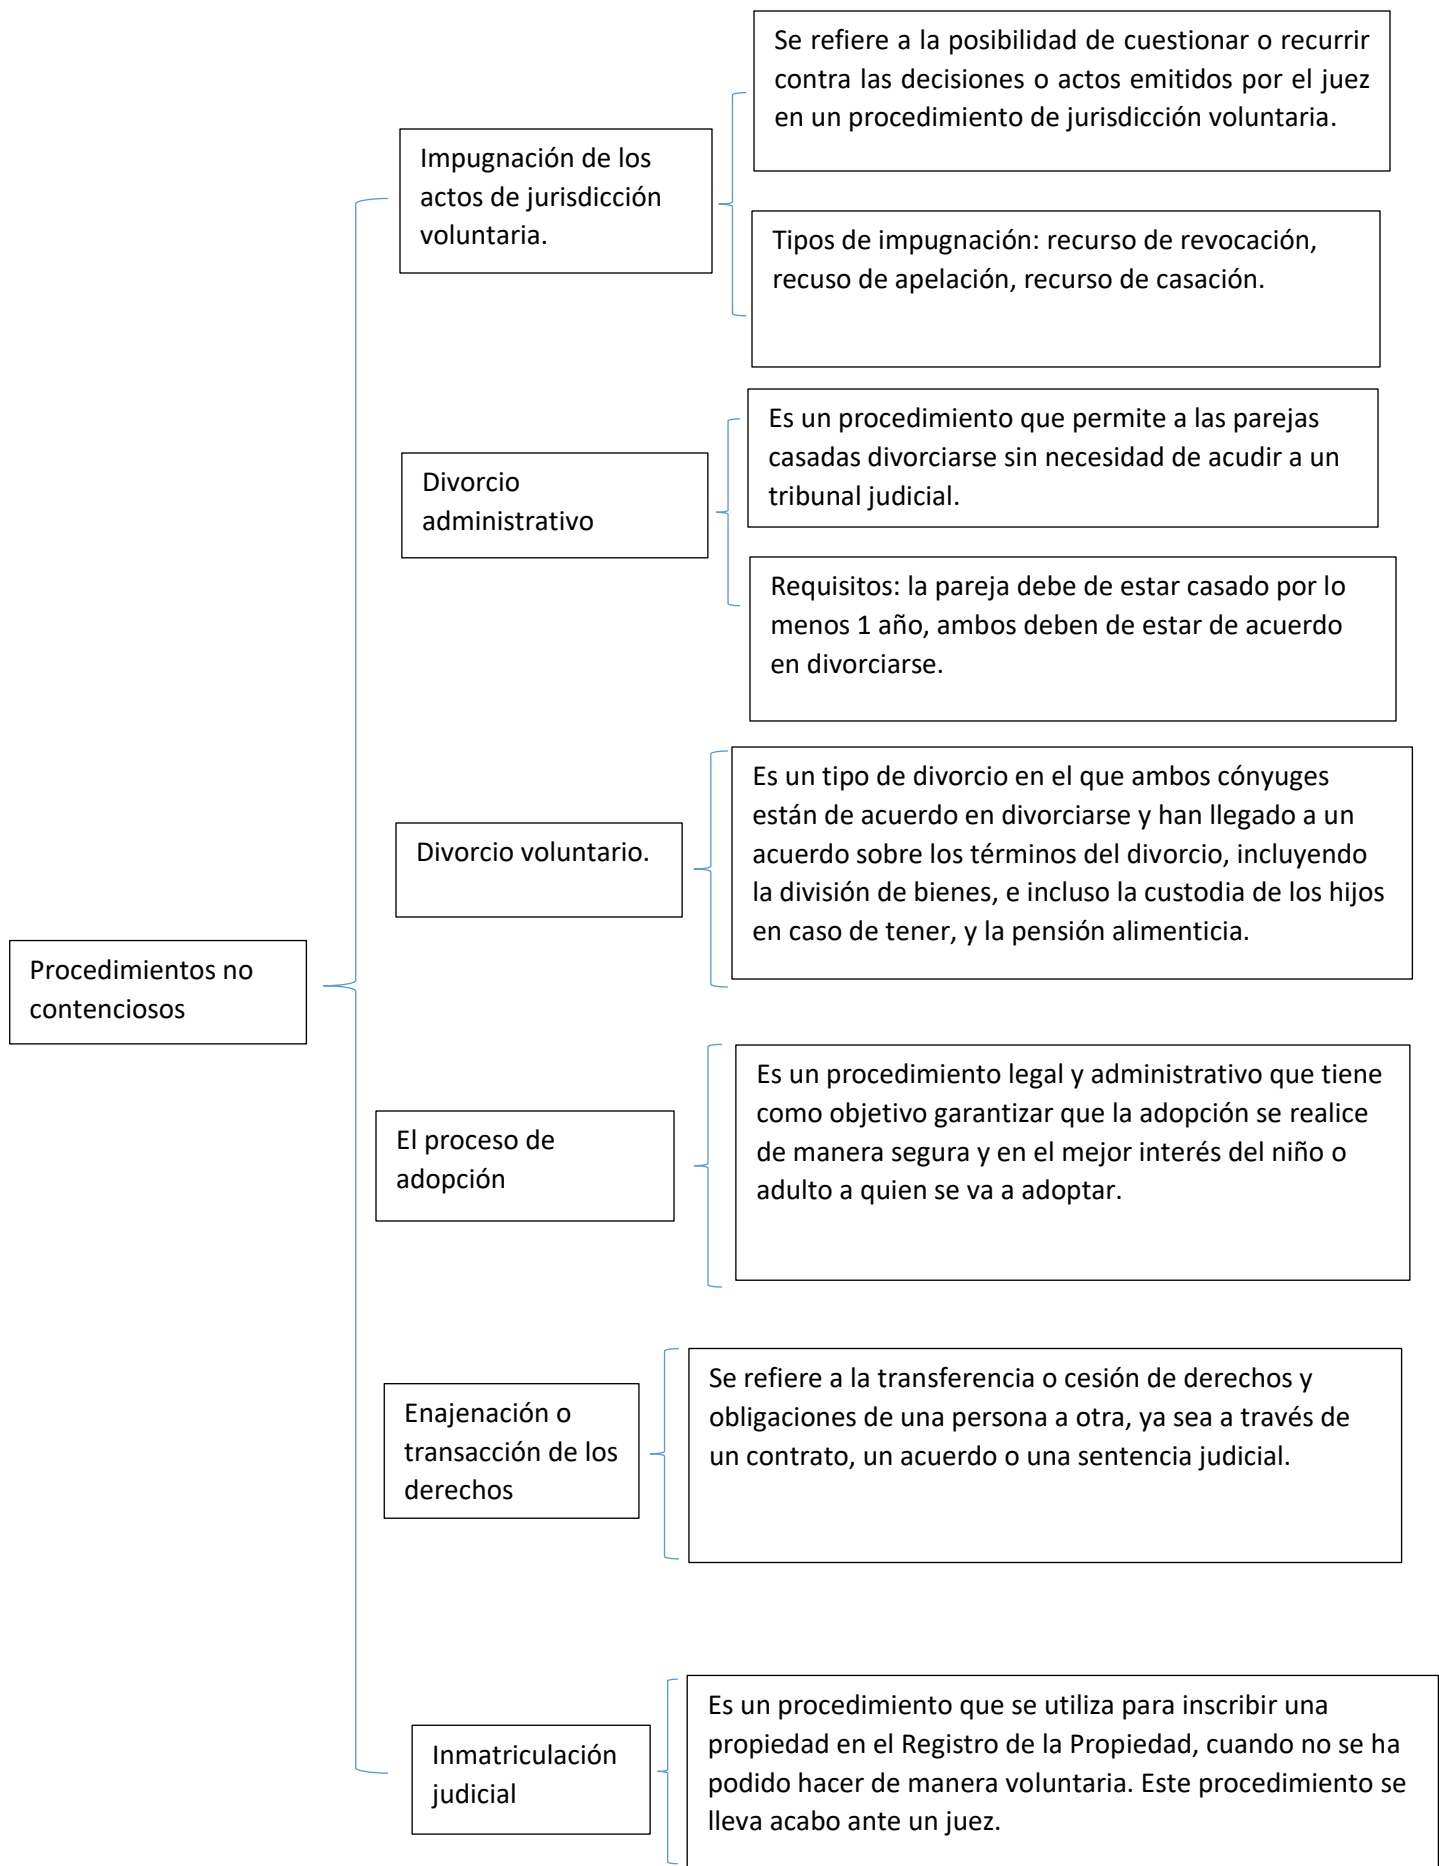 Procedimientos no
contenciosos
Impugnación de los
actos de jurisdicción
voluntaria.
Se refiere a la posibilidad de cuestionar o recurrir
contra las decisiones o actos emitidos por el juez
en un procedimiento de jurisdicción voluntaria.
Tipos de impugnación: recurso de revocación,
recuso de apelación, recurso de casación.
Divorcio
administrativo
Es un procedimiento que permite a las parejas
casadas divorciarse sin necesidad de acudir a un
tribunal judicial.
Requisitos: la pareja debe de estar casado por lo
menos 1 año, ambos deben de estar de acuerdo
en divorciarse.
Divorcio voluntario.
Es un tipo de divorcio en el que ambos cónyuges
están de acuerdo en divorciarse y han llegado a un
acuerdo sobre los términos del divorcio, incluyendo
la división de bienes, e incluso la custodia de los hijos
en caso de tener, y la pensión alimenticia.
El proceso de
adopción
Es un procedimiento legal y administrativo que tiene
como objetivo garantizar que la adopción se realice
de manera segura y en el mejor interés del niño o
adulto a quien se va a adoptar.
Enajenación o
transacción de los
derechos
Se refiere a la transferencia o cesión de derechos y
obligaciones de una persona a otra, ya sea a través de
un contrato, un acuerdo o una sentencia judicial.
Inmatriculación
judicial
Es un procedimiento que se utiliza para inscribir una
propiedad en el Registro de la Propiedad, cuando no se ha
podido hacer de manera voluntaria. Este procedimiento se
lleva acabo ante un juez.